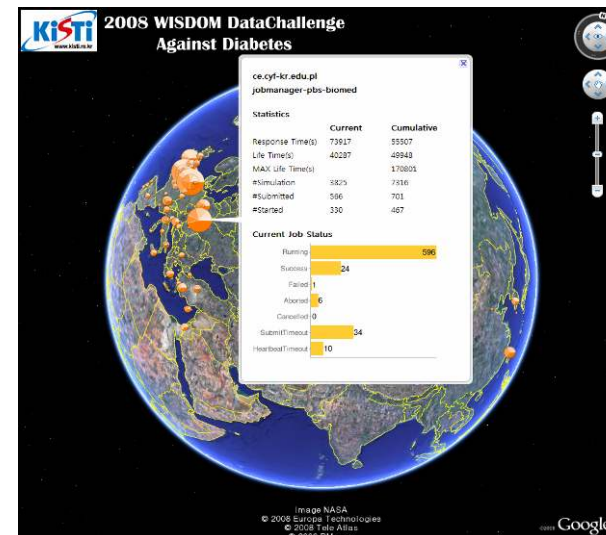 KiSTi
www.kisti.re.kr
2008 WISDOM DataChallenge
Against Diabetes
N
ce.cyf-kr.edu.pl
jobmanager-pbs-biomed
Statistics
Current Cumulative
Response Time(s) 73917 55507
Life Time(s) 40287 49948
MAX Life Time(s) 170801
#Simulation 3825 7316
#Submitted 566 701
#Started 330 467
Current Job Status
Running 596
Success 24
Failed 1
Aborted 6
Cancelled 0
SubmitTimeout 34
HeartbeatTimeout 10
Image NASA
© 2008 Europa Technologies
© 2008 Tele Atlas
Google